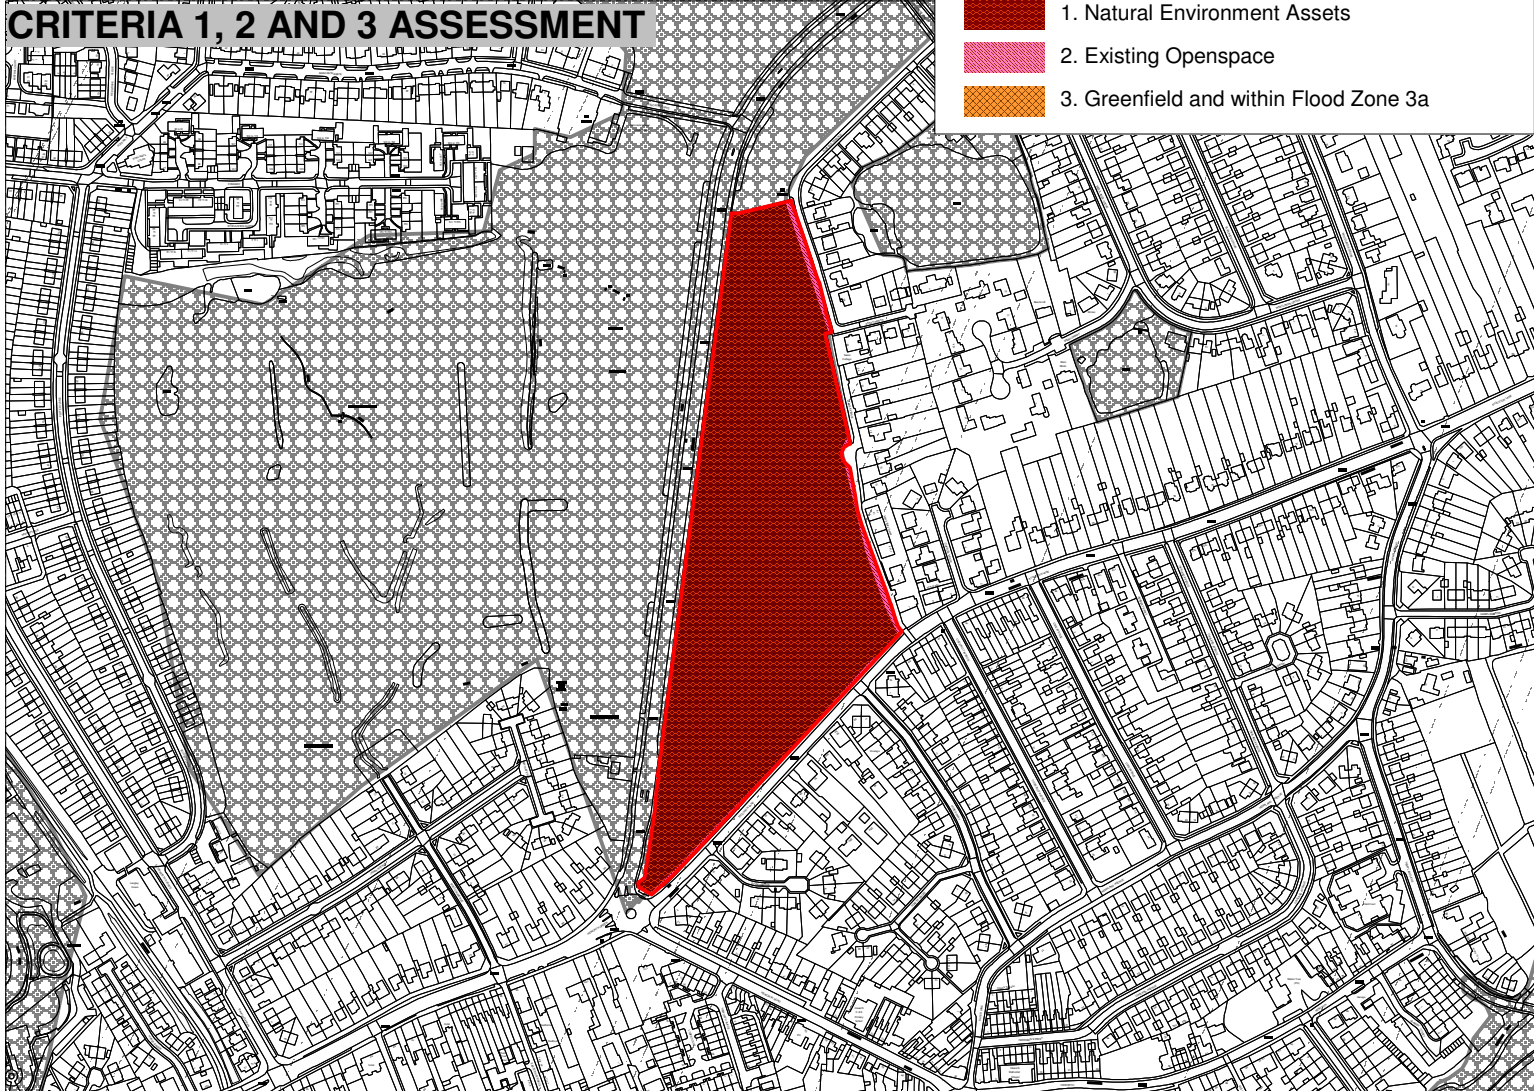 CRITERIA 1, 2 AND 3 ASSESSMENT
1. Natural Environment Assets
2. Existing Openspace
3. Greenfield and within Flood Zone 3a